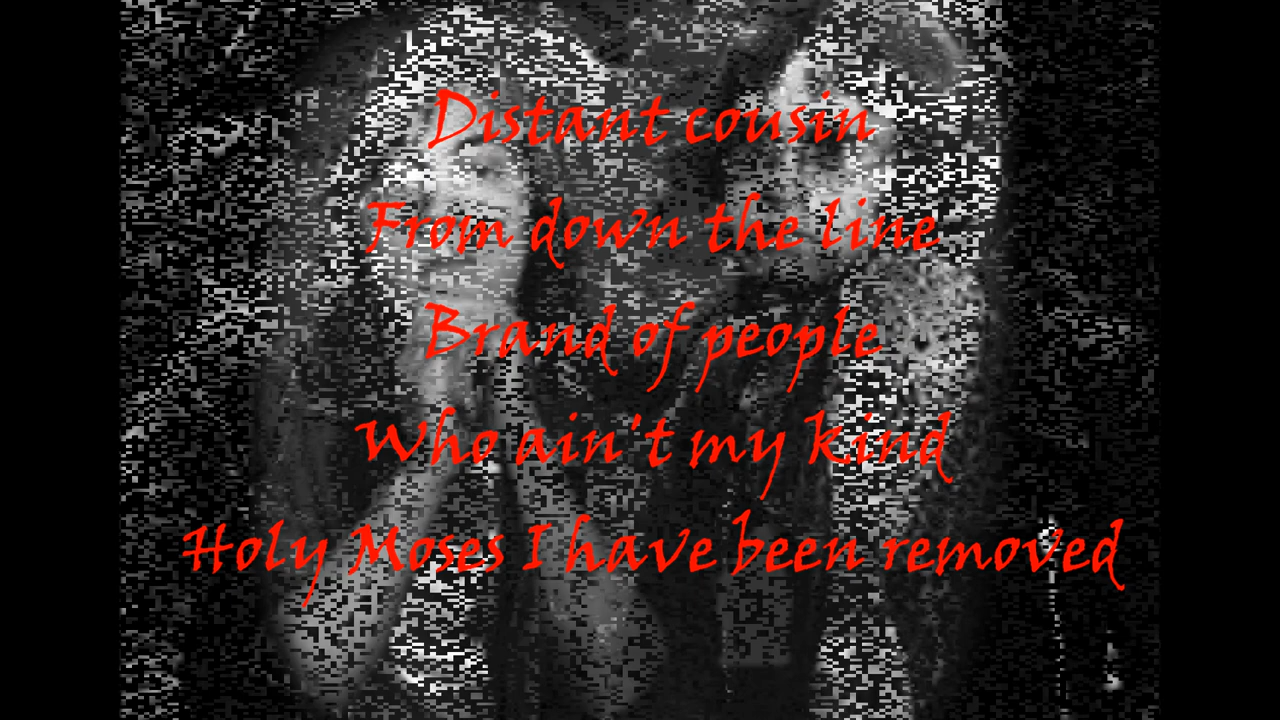 Distant cousin
From down the line
Brand of people
Who ain't my kind
Holy Moses I have been removed